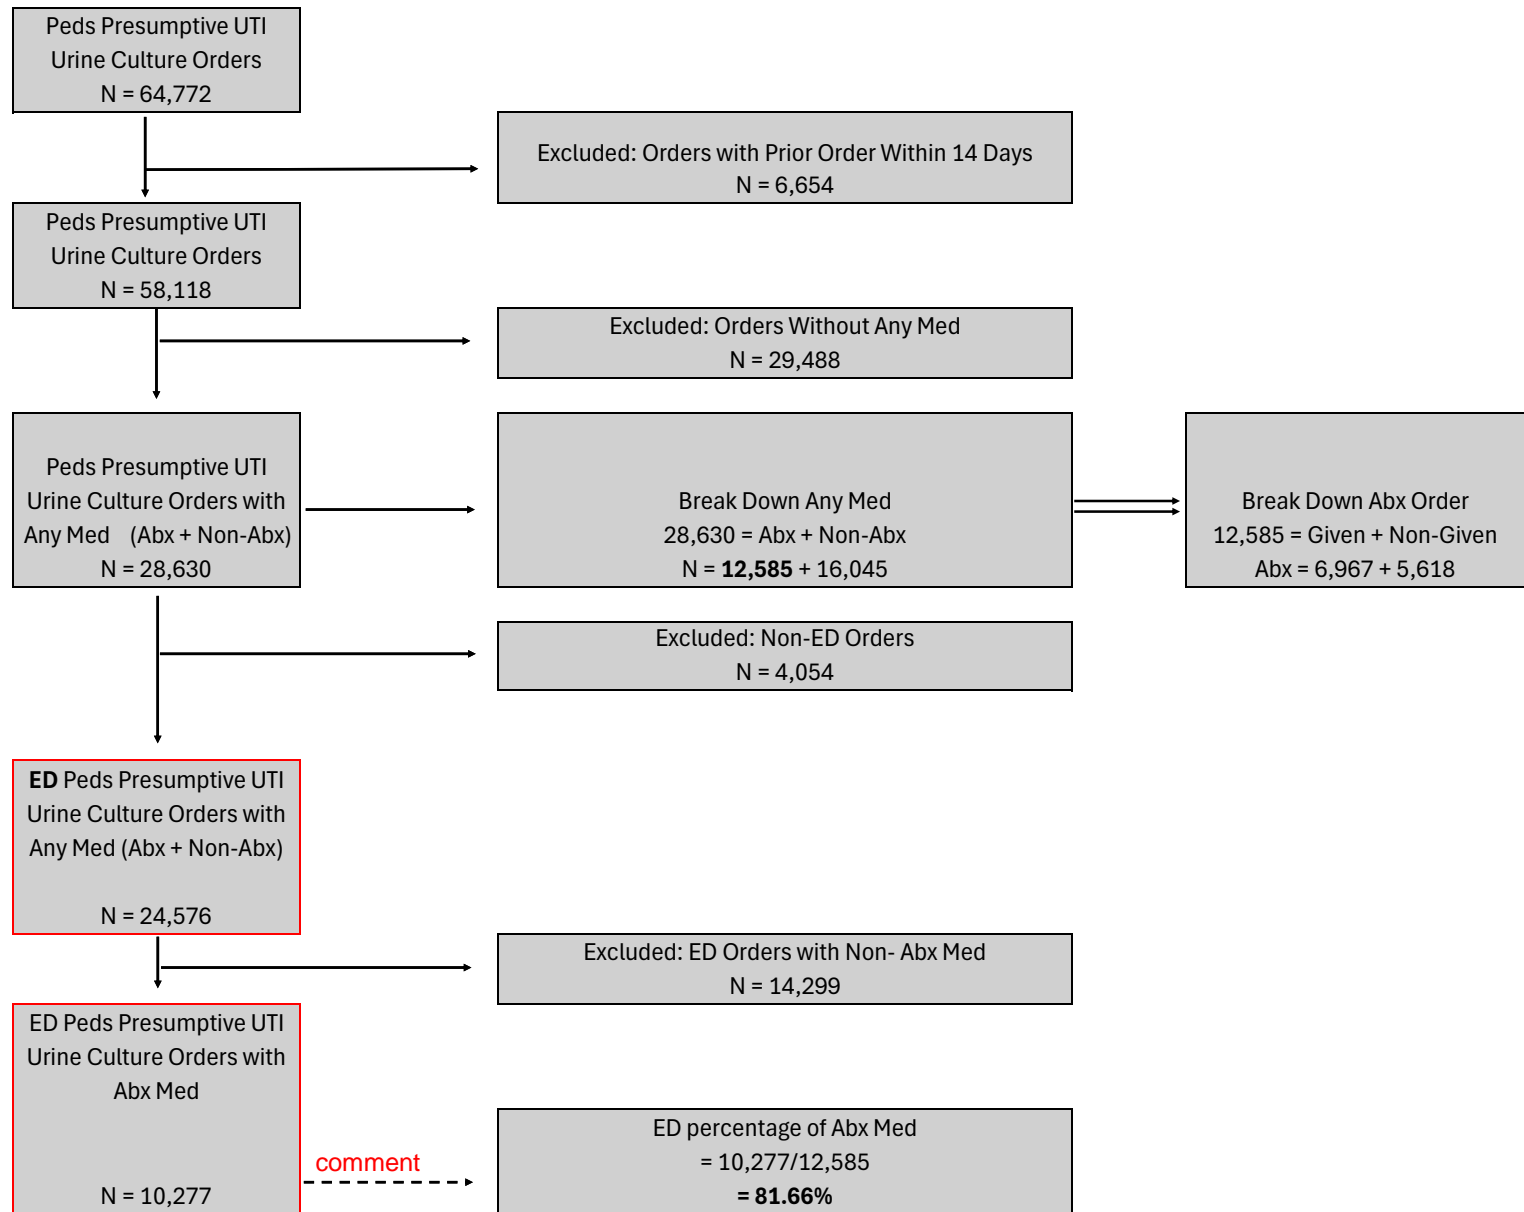 Peds Presumptive UTI
Urine Culture Orders
N = 64,772
Excluded: Orders with Prior Order Within 14 Days
N = 6,654
Peds Presumptive UTI
Urine Culture Orders
N = 58,118
Excluded: Orders Without Any Med
N = 29,488
Peds Presumptive UTI
Urine Culture Orders with
Any Med (Abx + Non-Abx)
N = 28,630
Break Down Any Med
28,630 = Abx + Non-Abx
N = 12,585 + 16,045
Break Down Abx Order
12,585 = Given + Non-Given
Abx = 6,967 + 5,618
Excluded: Non-ED Orders
N = 4,054
ED Peds Presumptive UTI
Urine Culture Orders with
Any Med (Abx + Non-Abx)
N = 24,576
Excluded: ED Orders with Non- Abx Med
N = 14,299
ED Peds Presumptive UTI
Urine Culture Orders with
Abx Med
N = 10,277
comment
ED percentage of Abx Med
= 10,277/12,585
= 81.66%